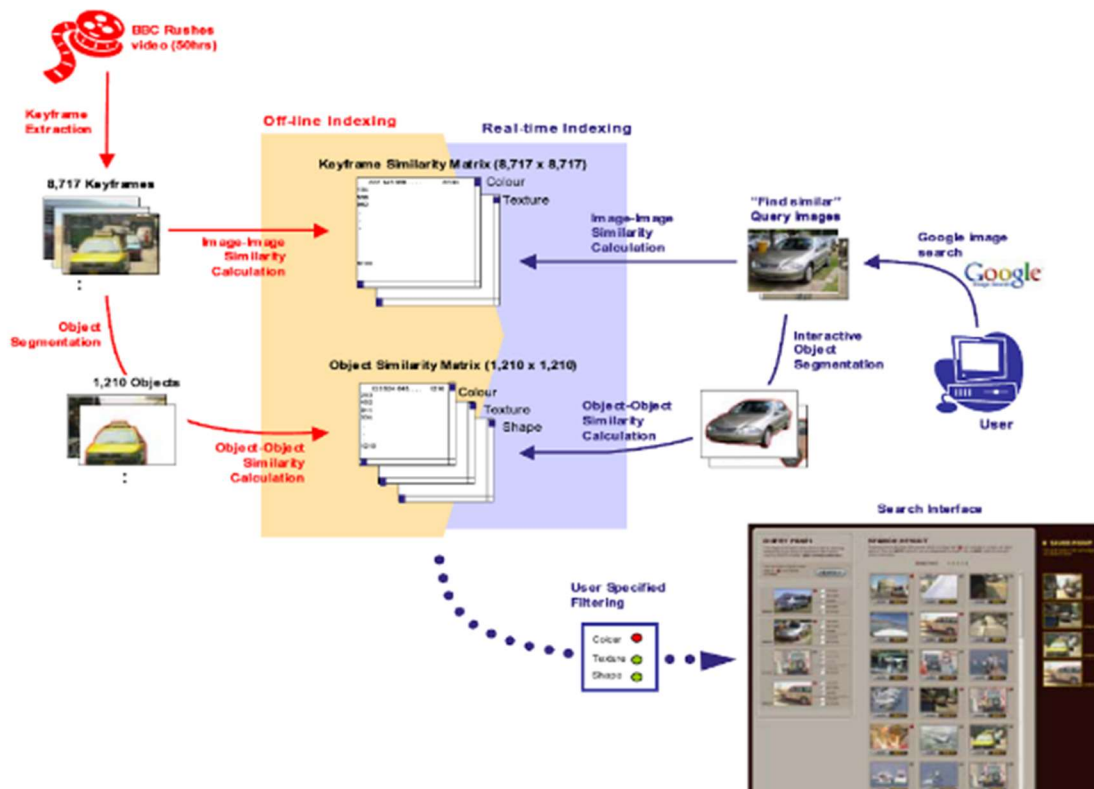 BBC Rushes
video (50hrs)
Keyframe
Extraction
8,717 Keyframes
Off-line Indexing
Real-time Indexing
Keyframe Similarity Matrix (8,717 x 8,717)
Colour
Texture
Image-Image
Similarity
Calculation
Image-Image
Similarity
Calculation
"Find similar"
Query images
Google image
search
Google
Object
Segmentation
1,210 Objects
Object Similarity Matrix (1,210 x 1,210)
Colour
Texture
Shape
Object-Object
Similarity
Calculation
Object-Object
Similarity
Calculation
Interactive
Object
Segmentation
User
Search Interface
User Specified
Filtering
Colour
Texture
Shape
SEARCH RESULT